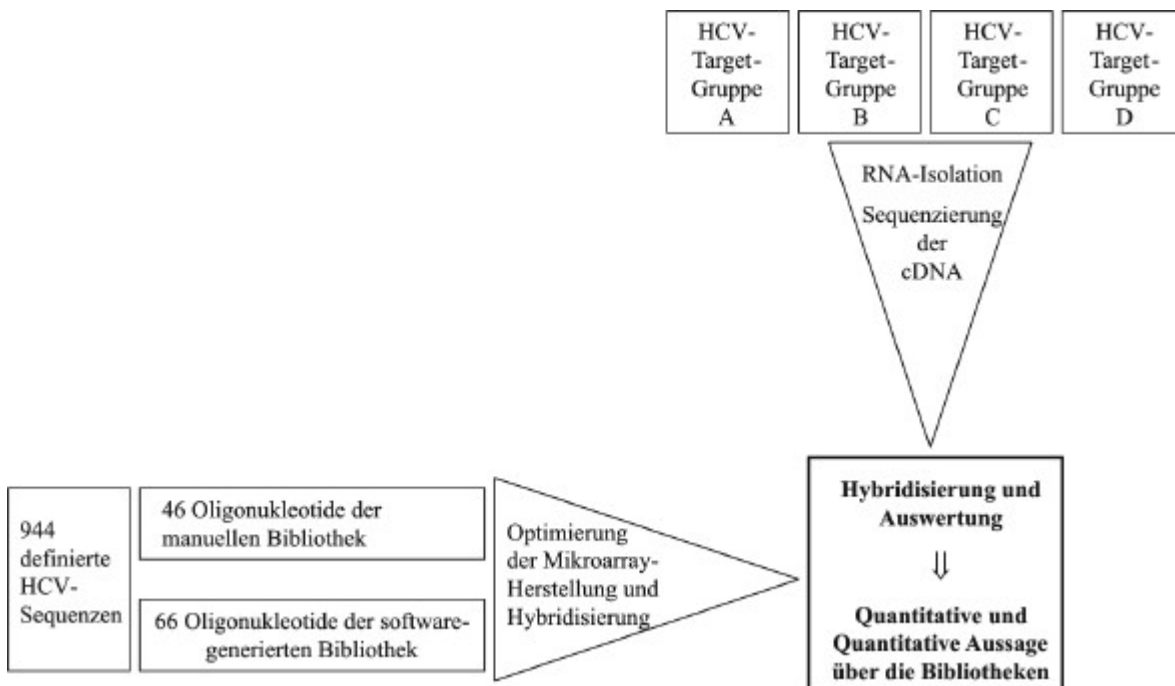 HCV-
Target-
Gruppe
A
HCV-
Target-
Gruppe
B
HCV-
Target-
Gruppe
C
HCV-
Target-
Gruppe
D
RNA-Isolation
Sequenzierung
der
cDNA
944
definierte
HCV-
Sequenzen
46 Oligonukleotide der
manuellen Bibliothek
66 Oligonukleotide der software-
generierten Bibliothek
Optimierung
der Mikroarray-
Herstellung und
Hybridisierung
Hybridisierung und
Auswertung
⇓
Quantitative und
Quantitative Aussage
über die Bibliotheken